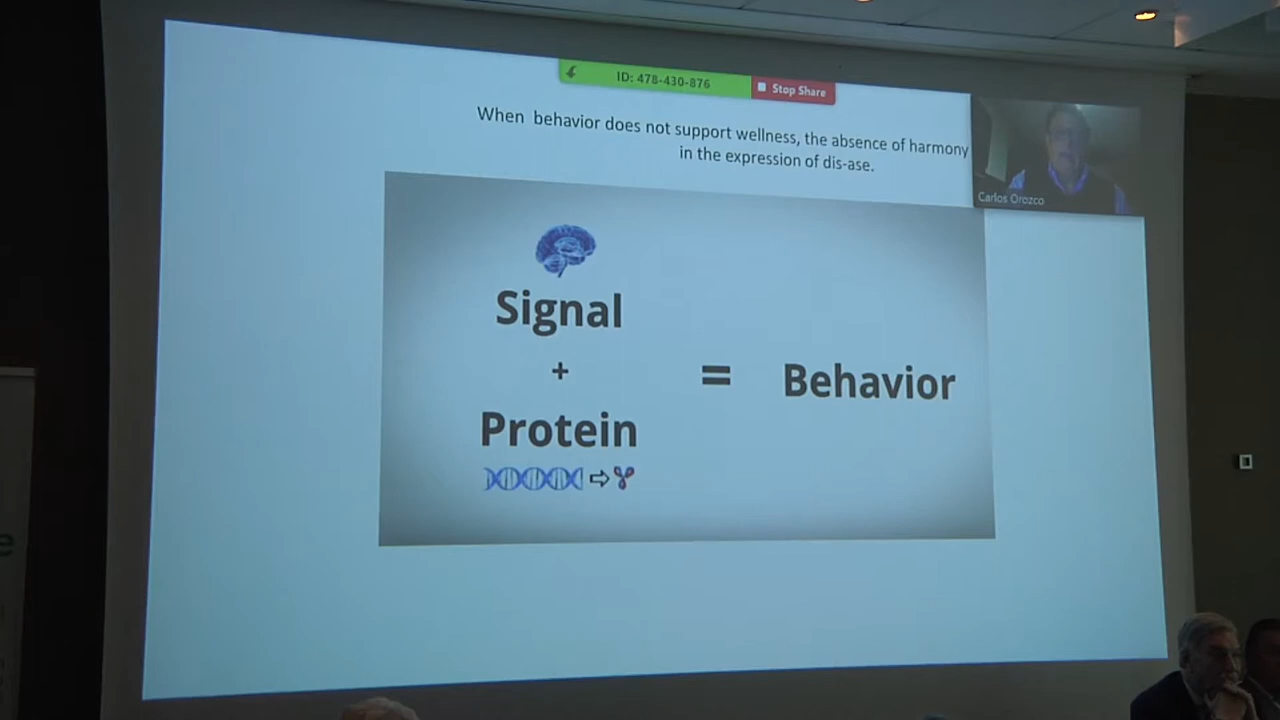 ID: 478-430-876
Stop Share
When behavior does not support wellness, the absence of harmony
in the expression of dis-ase.
Carlos Orozco
Signal
+
Protein
= Behavior
e